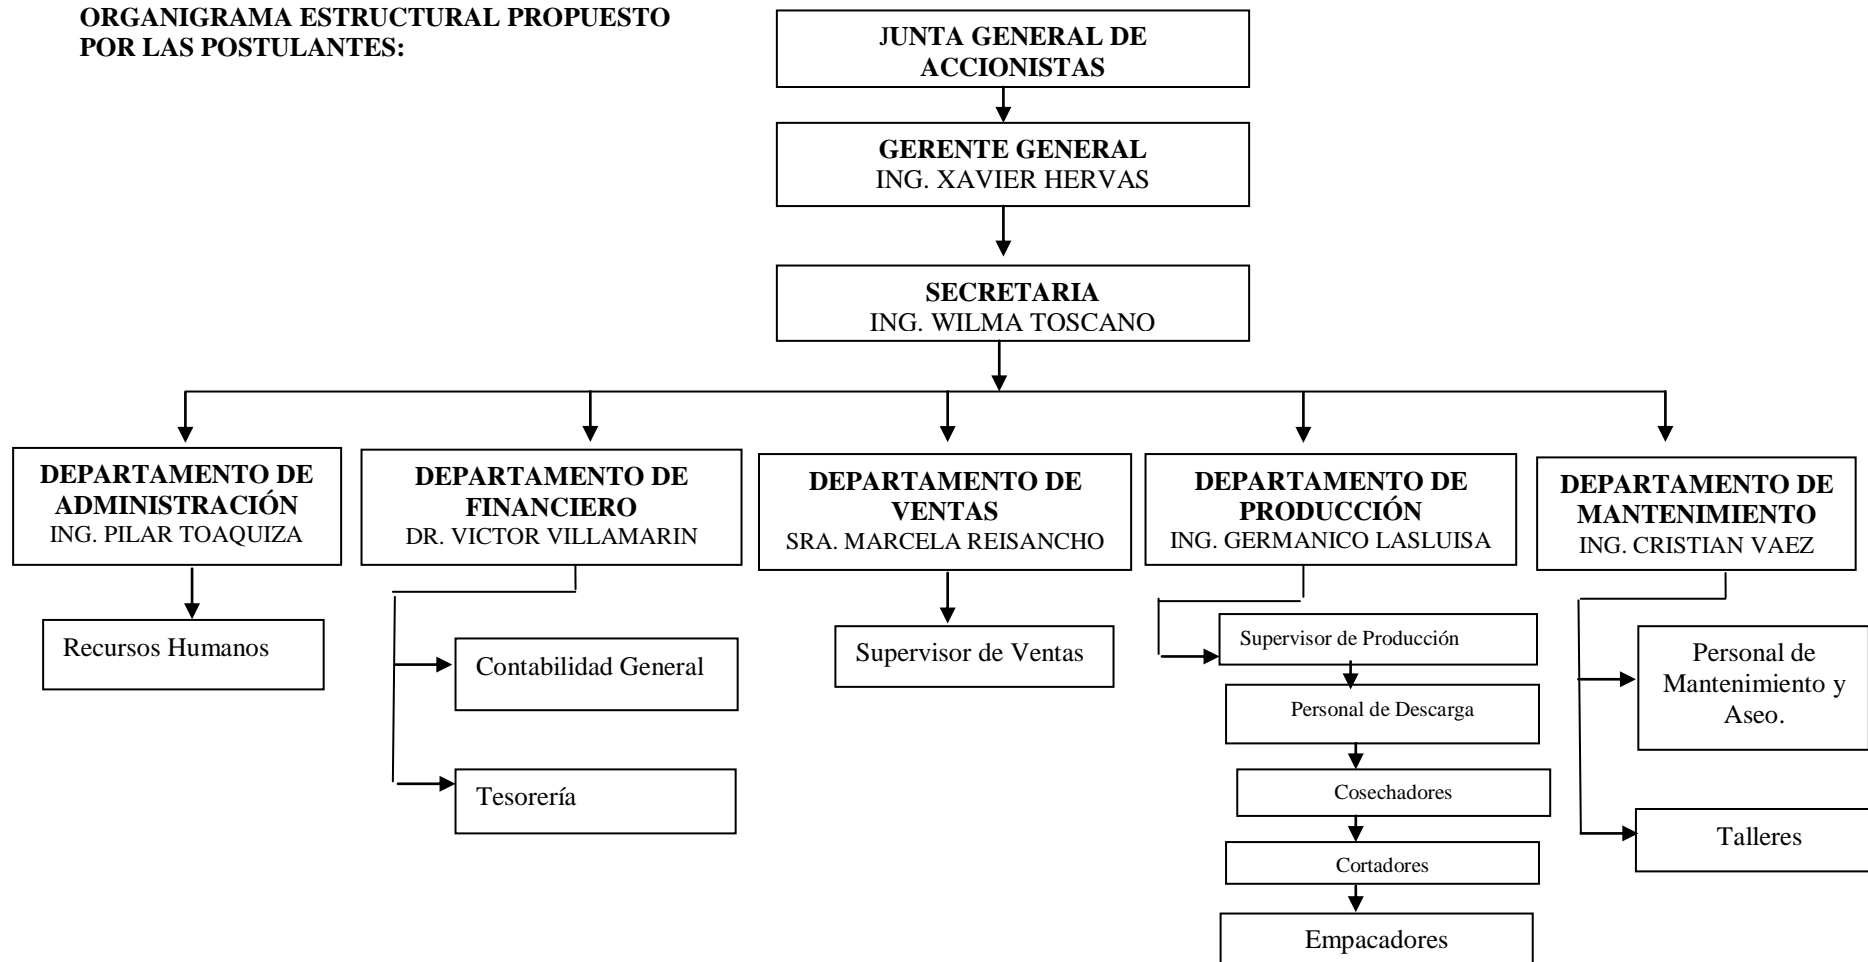 ORGANIGRAMA ESTRUCTURAL PROPUESTO
POR LAS POSTULANTES:
JUNTA GENERAL DE
ACCIONISTAS
GERENTE GENERAL
ING. XAVIER HERVAS
SECRETARIA
ING. WILMA TOSCANO
DEPARTAMENTO DE
ADMINISTRACIÓN
ING. PILAR TOAQUIZA
DEPARTAMENTO DE
FINANCIERO
DR. VICTOR VILLAMARIN
DEPARTAMENTO DE
VENTAS
SRA. MARCELA REISANCHO
DEPARTAMENTO DE
PRODUCCIÓN
ING. GERMANICO LASLUISA
DEPARTAMENTO DE
MANTENIMIENTO
ING. CRISTIAN VAEZ
Recursos Humanos
Contabilidad General
Tesorería
Supervisor de Ventas
Supervisor de Producción
Personal de Descarga
Cosechadores
Cortadores
Empacadores
Personal de
Mantenimiento y
Aseo.
Talleres